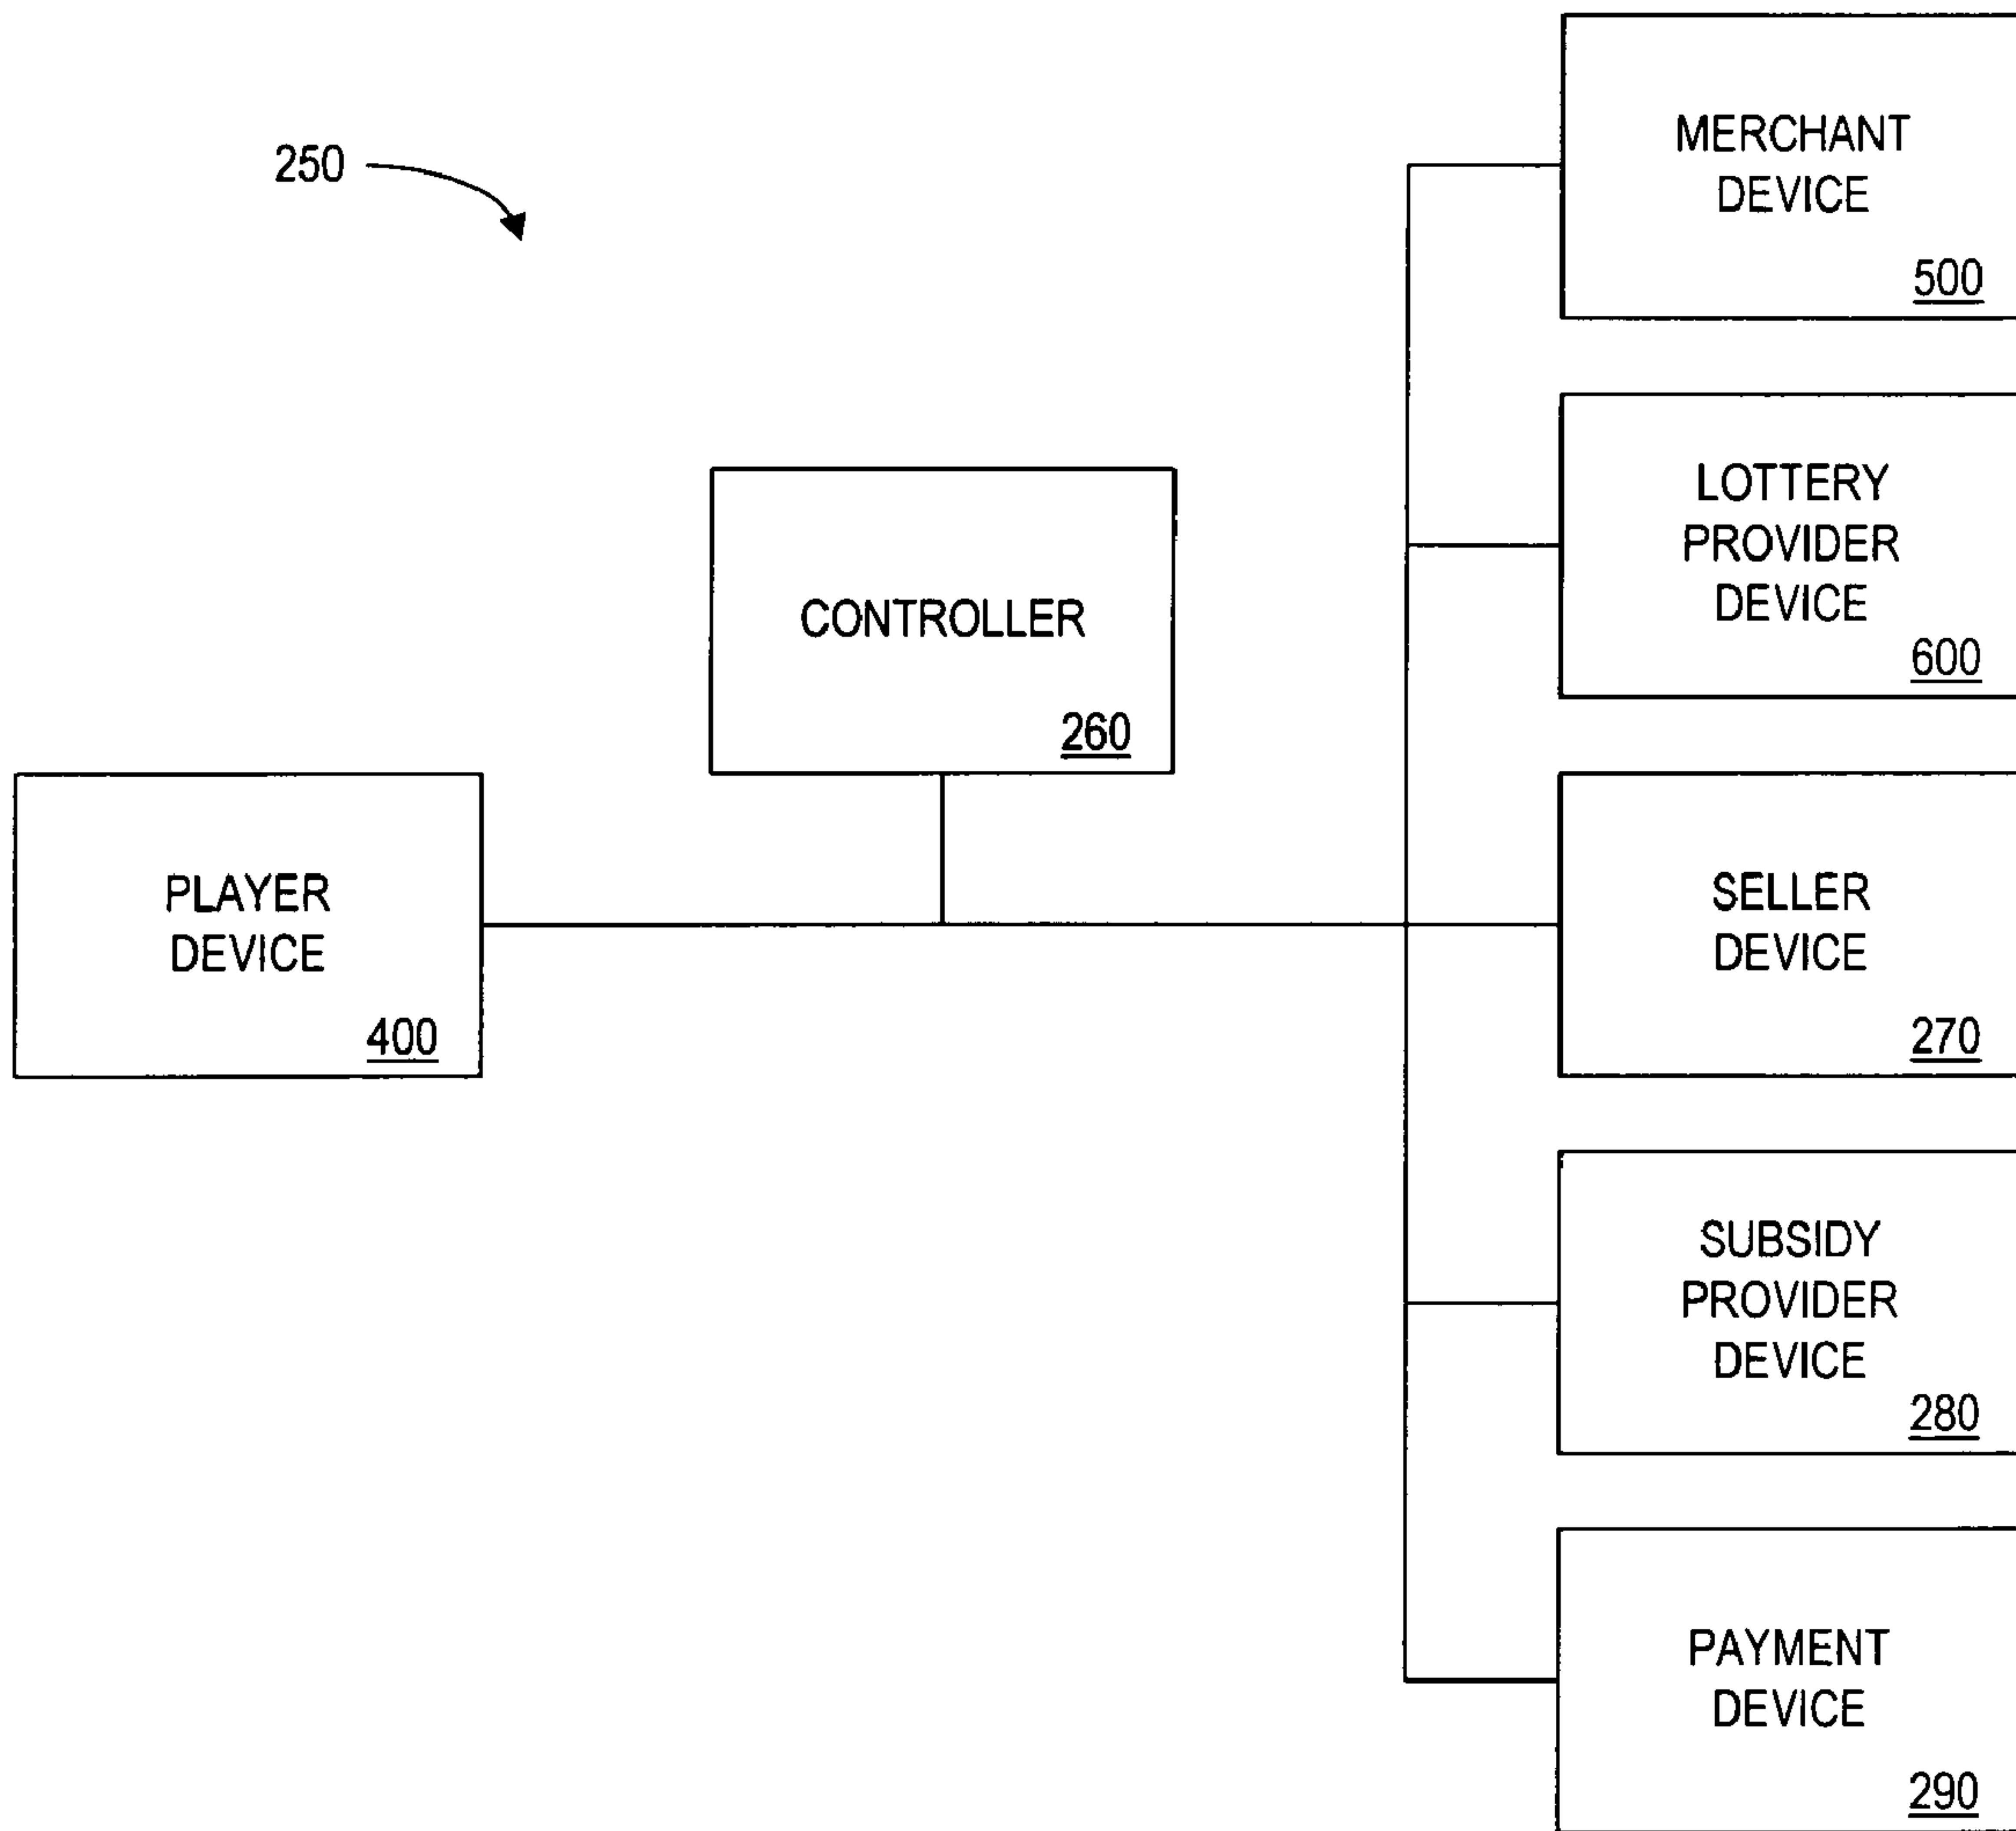 250
MERCHANT
DEVICE
500
LOTTERY
PROVIDER
DEVICE
600
CONTROLLER
260
PLAYER
DEVICE
400
SELLER
DEVICE
270
SUBSIDY
PROVIDER
DEVICE
280
PAYMENT
DEVICE
290